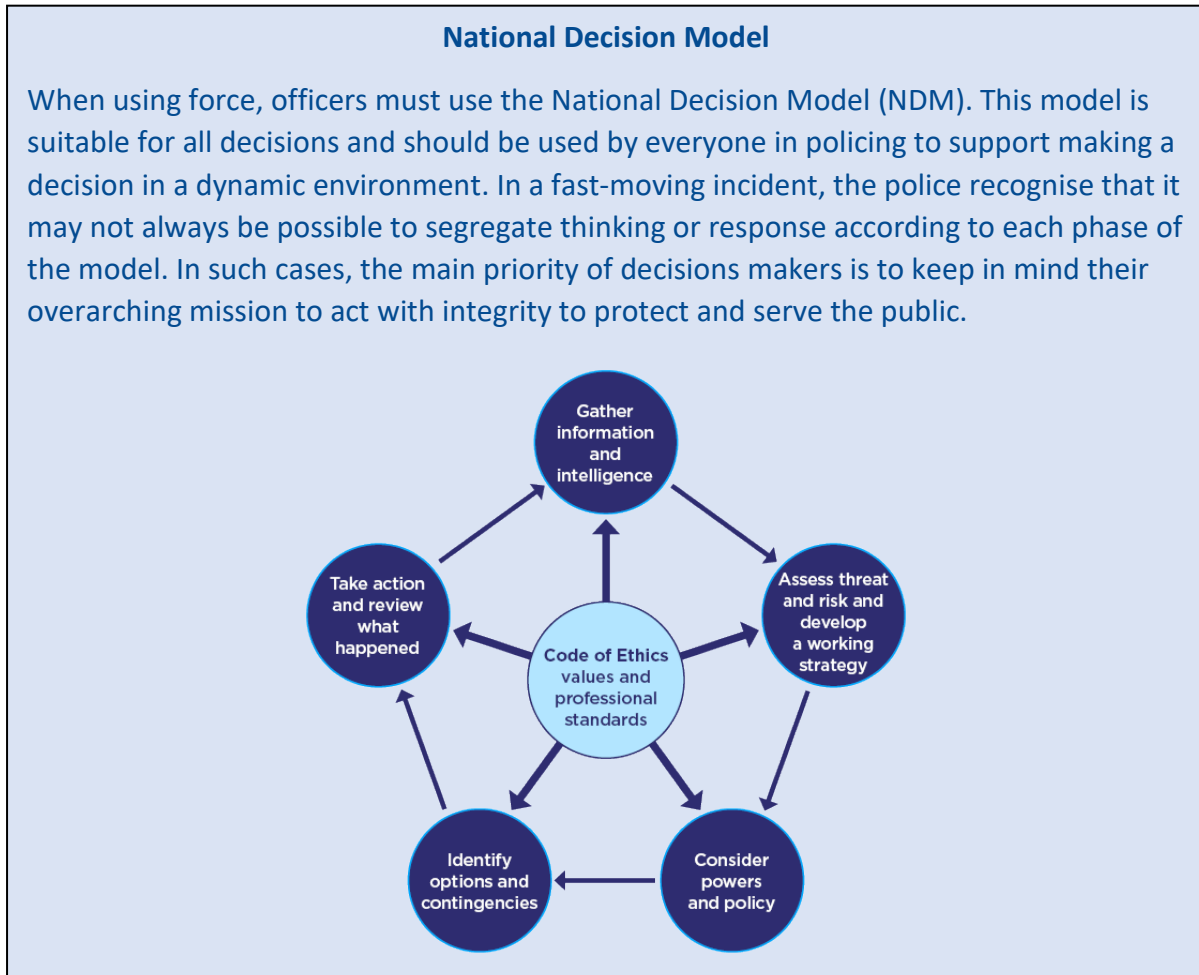 National Decision Model
When using force, officers must use the National Decision Model (NDM). This model is
suitable for all decisions and should be used by everyone in policing to support making a
decision in a dynamic environment. In a fast-moving incident, the police recognise that it
may not always be possible to segregate thinking or response according to each phase of
the model. In such cases, the main priority of decisions makers is to keep in mind their
overarching mission to act with integrity to protect and serve the public.
Gather
information
and
intelligence
Assess threat
and risk and
develop
a working
strategy
Consider
powers
and policy
Identify
options and
contingencies
Take action
and review
what
happened
Code of Ethics
values and
professional
standards